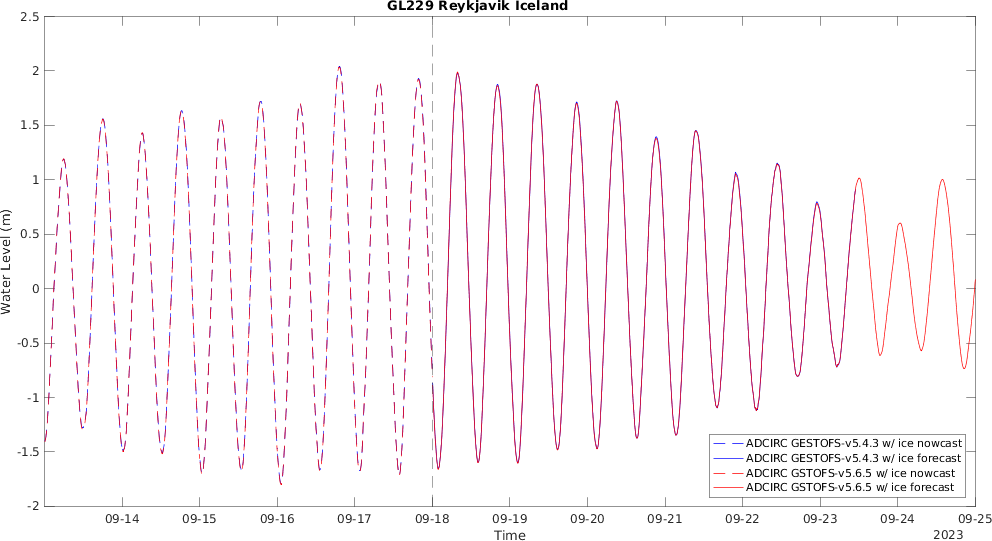 GL229 Reykjavik Iceland
2.5
2
1.5
1
0.5
0
-0.5
-1
-1.5
-2
Water Level (m)
ADCIRC GESTOFS-v5.4.3 w/ ice nowcast
ADCIRC GESTOFS-v5.4.3 w/ ice forecast
ADCIRC GSTOFS-v5.6.5 w/ ice nowcast
ADCIRC GSTOFS-v5.6.5 w/ ice forecast
09-14 09-15 09-16 09-17 09-18 09-19 09-20 09-21 09-22 09-23 09-24 09-25
Time
2023